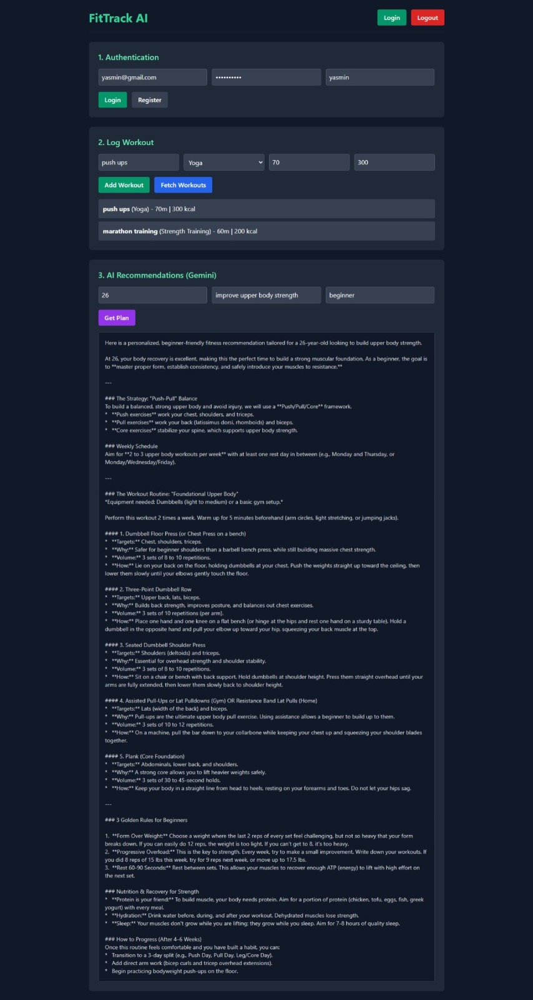 FitTrack AI
Login Logout
1. Authentication
yasmin@gmail.com •••••••••• yasmin
Login Register
2. Log Workout
push ups Yoga 70 300
Add Workout Fetch Workouts
push ups (Yoga) - 70m | 300 kcal
marathon training (Strength Training) - 60m | 200 kcal
3. AI Recommendations (Gemini)
26 improve upper body strength beginner
Get Plan
Here is a personalized, beginner-friendly fitness recommendation tailored for a 26-year-old looking to build upper body strength.
At 26, your body recovery is excellent, making this the perfect time to build a strong muscular foundation. As a beginner, the goal is
to **master proper form, establish consistency, and safely introduce your muscles to resistance.**
---
### The Strategy: "Push-Pull" Balance
To build a balanced, strong upper body and avoid injury, we will use a **Push/Pull/Core** framework.
* **Push exercises** work your chest, shoulders, and triceps.
* **Pull exercises** work your back (latissimus dorsi, rhomboids) and biceps.
* **Core exercises** stabilize your spine, which supports upper body strength.
### Weekly Schedule
Aim for **2 to 3 upper body workouts per week** with at least one rest day in between (e.g., Monday and Thursday, or
Monday/Wednesday/Friday).
---
### The Workout Routine: "Foundational Upper Body"
*Equipment needed: Dumbbells (light to medium) or a basic gym setup.*
Perform this workout 2 times a week. Warm up for 5 minutes beforehand (arm circles, light stretching, or jumping jacks).
#### 1. Dumbbell Floor Press (or Chest Press on a bench)
* **Targets:** Chest, shoulders, triceps.
* **Why:** Safer for beginner shoulders than a barbell bench press, while still building massive chest strength.
* **Volume:** 3 sets of 8 to 10 repetitions.
* **How:** Lie on your back on the floor, holding dumbbells at your chest. Push the weights straight up toward the ceiling, then
lower them slowly until your elbows gently touch the floor.
#### 2. Three-Point Dumbbell Row
* **Targets:** Upper back, lats, biceps.
* **Why:** Builds back strength, improves posture, and balances out chest exercises.
* **Volume:** 3 sets of 10 repetitions (per arm).
* **How:** Place one hand and one knee on a flat bench (or hinge at the hips and rest one hand on a sturdy table). Hold a
dumbbell in the opposite hand and pull your elbow up toward your hip, squeezing your back muscle at the top.
#### 3. Seated Dumbbell Shoulder Press
* **Targets:** Shoulders (deltoids) and triceps.
* **Why:** Essential for overhead strength and shoulder stability.
* **Volume:** 3 sets of 8 to 10 repetitions.
* **How:** Sit on a chair or bench with back support. Hold dumbbells at shoulder height. Press them straight overhead until your
arms are fully extended, then lower them slowly back to shoulder height.
#### 4. Assisted Pull-Ups or Lat Pulldowns (Gym) OR Resistance Band Lat Pulls (Home)
* **Targets:** Lats (width of the back) and biceps.
* **Why:** Pull-ups are the ultimate upper body pull exercise. Using assistance allows a beginner to build up to them.
* **Volume:** 3 sets of 10 to 12 repetitions.
* **How:** On a machine, pull the bar down to your collarbone while keeping your chest up and squeezing your shoulder blades
together.
#### 5. Plank (Core Foundation)
* **Targets:** Abdominals, lower back, and shoulders.
* **Why:** A strong core allows you to lift heavier weights safely.
* **Volume:** 3 sets of 30 to 45-second holds.
* **How:** Keep your body in a straight line from head to heels, resting on your forearms and toes. Do not let your hips sag.
---
### 3 Golden Rules for Beginners
1. **Form Over Weight:** Choose a weight where the last 2 reps of every set feel challenging, but not so heavy that your form
breaks down. If you can easily do 12 reps, the weight is too light. If you can't get to 8, it's too heavy.
2. **Progressive Overload:** This is the key to strength. Every week, try to make a small improvement. Write down your workouts. If
you did 8 reps of 15 lbs this week, try for 9 reps next week, or move up to 17.5 lbs.
3. **Rest 60-90 Seconds:** Rest between sets. This allows your muscles to recover enough ATP (energy) to lift with high effort on
the next set.
### Nutrition & Recovery for Strength
* **Protein is your friend:** To build muscle, your body needs protein. Aim for a portion of protein (chicken, tofu, eggs, fish, greek
yogurt) with every meal.
* **Hydration:** Drink water before, during, and after your workout. Dehydrated muscles lose strength.
* **Sleep:** Your muscles don't grow while you are lifting; they grow while you sleep. Aim for 7-8 hours of quality sleep.
### How to Progress (After 4–6 Weeks)
Once this routine feels comfortable and you have built a habit, you can:
* Transition to a 3-day split (e.g., Push Day, Pull Day, Leg/Core Day).
* Add direct arm work (bicep curls and tricep overhead extensions).
* Begin practicing bodyweight push-ups on the floor.